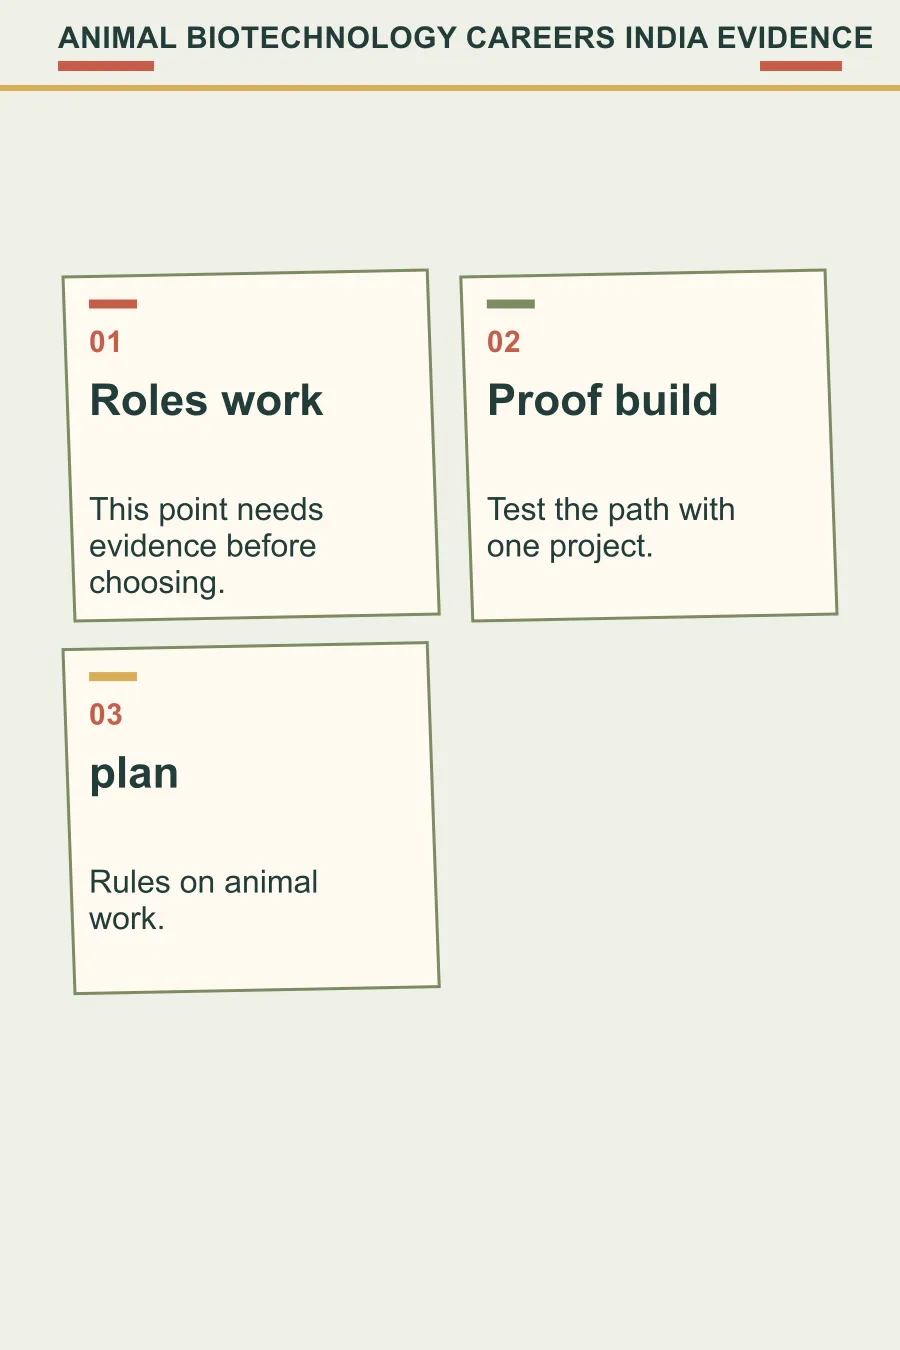 ANIMAL BIOTECHNOLOGY CAREERS INDIA EVIDENCE
01
Roles work
This point needs
evidence before
choosing.
02
Proof build
Test the path with
one project.
03
plan
Rules on animal
work.